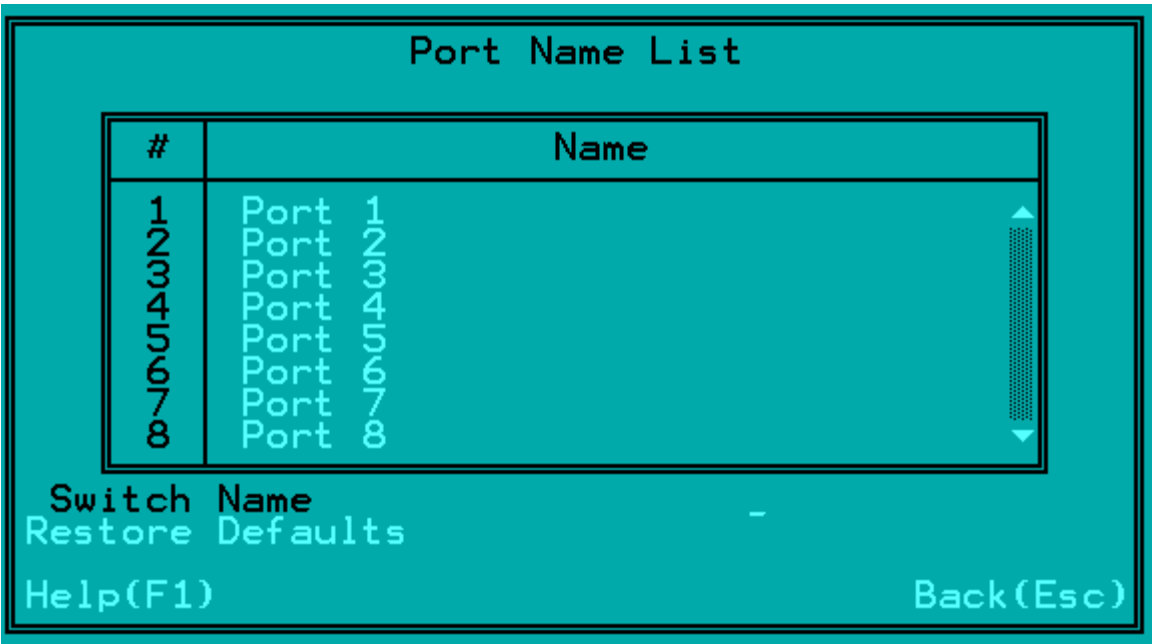 Port Name List
# Name
1 Port 1
2 Port 2
3 Port 3
4 Port 4
5 Port 5
6 Port 6
7 Port 7
8 Port 8
Switch Name _
Restore Defaults
Help(F1) Back(Esc)